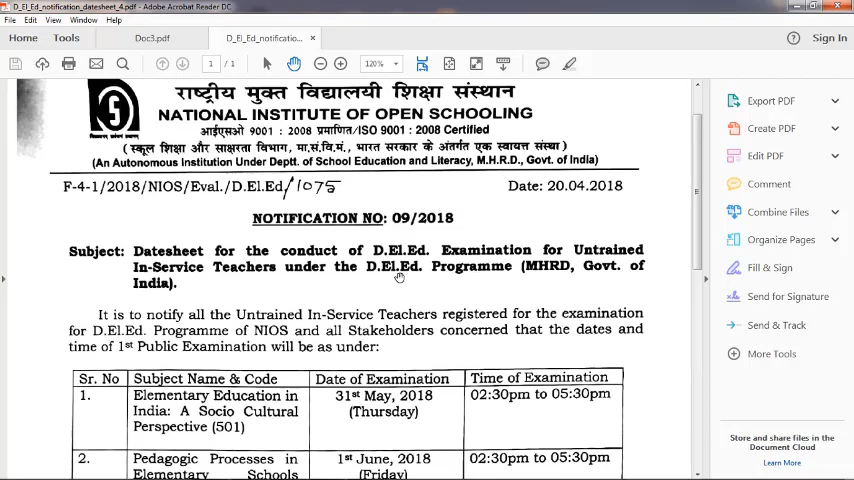 D_El_Ed_notification_datesheet_4.pdf - Adobe Acrobat Reader DC
File Edit View Window Help
Home Tools Doc3.pdf D_El_Ed_notificatio... × Sign In
1 / 1 120%
राष्ट्रीय मुक्त विद्यालयी शिक्षा संस्थान
NATIONAL INSTITUTE OF OPEN SCHOOLING
आईएसओ 9001 : 2008 प्रमाणित/ISO 9001 : 2008 Certified
(स्कूल शिक्षा और साक्षरता विभाग, मा.सं.वि.मं., भारत सरकार के अंतर्गत एक स्वायत्त संस्था)
(An Autonomous Institution Under Deptt. of School Education and Literacy, M.H.R.D., Govt. of India)
F-4-1/2018/NIOS/Eval./D.El.Ed/1075 Date: 20.04.2018
NOTIFICATION NO: 09/2018
Subject: Datesheet for the conduct of D.El.Ed. Examination for Untrained
In-Service Teachers under the D.El.Ed. Programme (MHRD, Govt. of
India).
It is to notify all the Untrained In-Service Teachers registered for the examination
for D.El.Ed. Programme of NIOS and all Stakeholders concerned that the dates and
time of 1st Public Examination will be as under:
Sr. No Subject Name & Code Date of Examination Time of Examination
1. Elementary Education in 31st May, 2018 02:30pm to 05:30pm
India: A Socio Cultural (Thursday)
Perspective (501)
2. Pedagogic Processes in 1st June, 2018 02:30pm to 05:30pm
Elementary Schools (Friday)
Export PDF
Create PDF
Edit PDF
Comment
Combine Files
Organize Pages
Fill & Sign
Send for Signature
Send & Track
More Tools
Store and share files in the
Document Cloud
Learn More